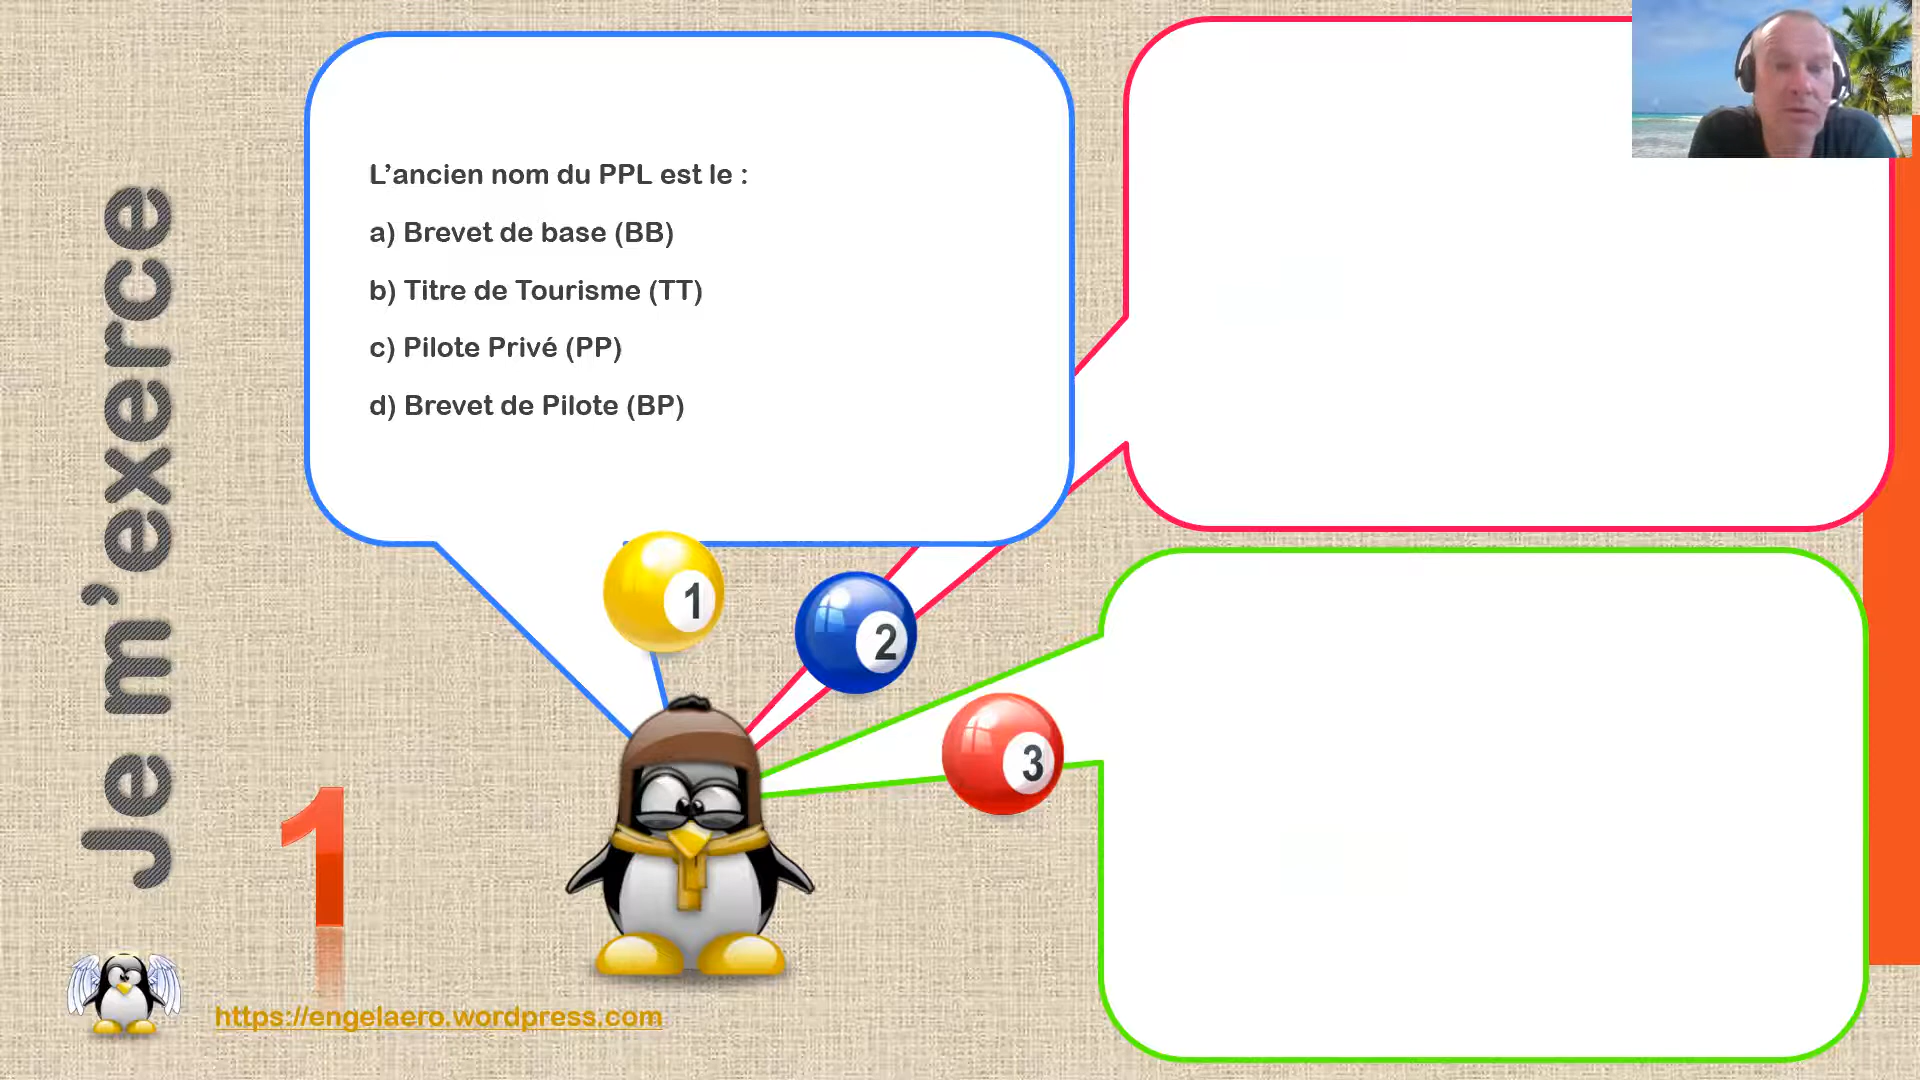 Je m’exerce
L’ancien nom du PPL est le :
a) Brevet de base (BB)
b) Titre de Tourisme (TT)
c) Pilote Privé (PP)
d) Brevet de Pilote (BP)
1
2
3
1
https://engelaero.wordpress.com